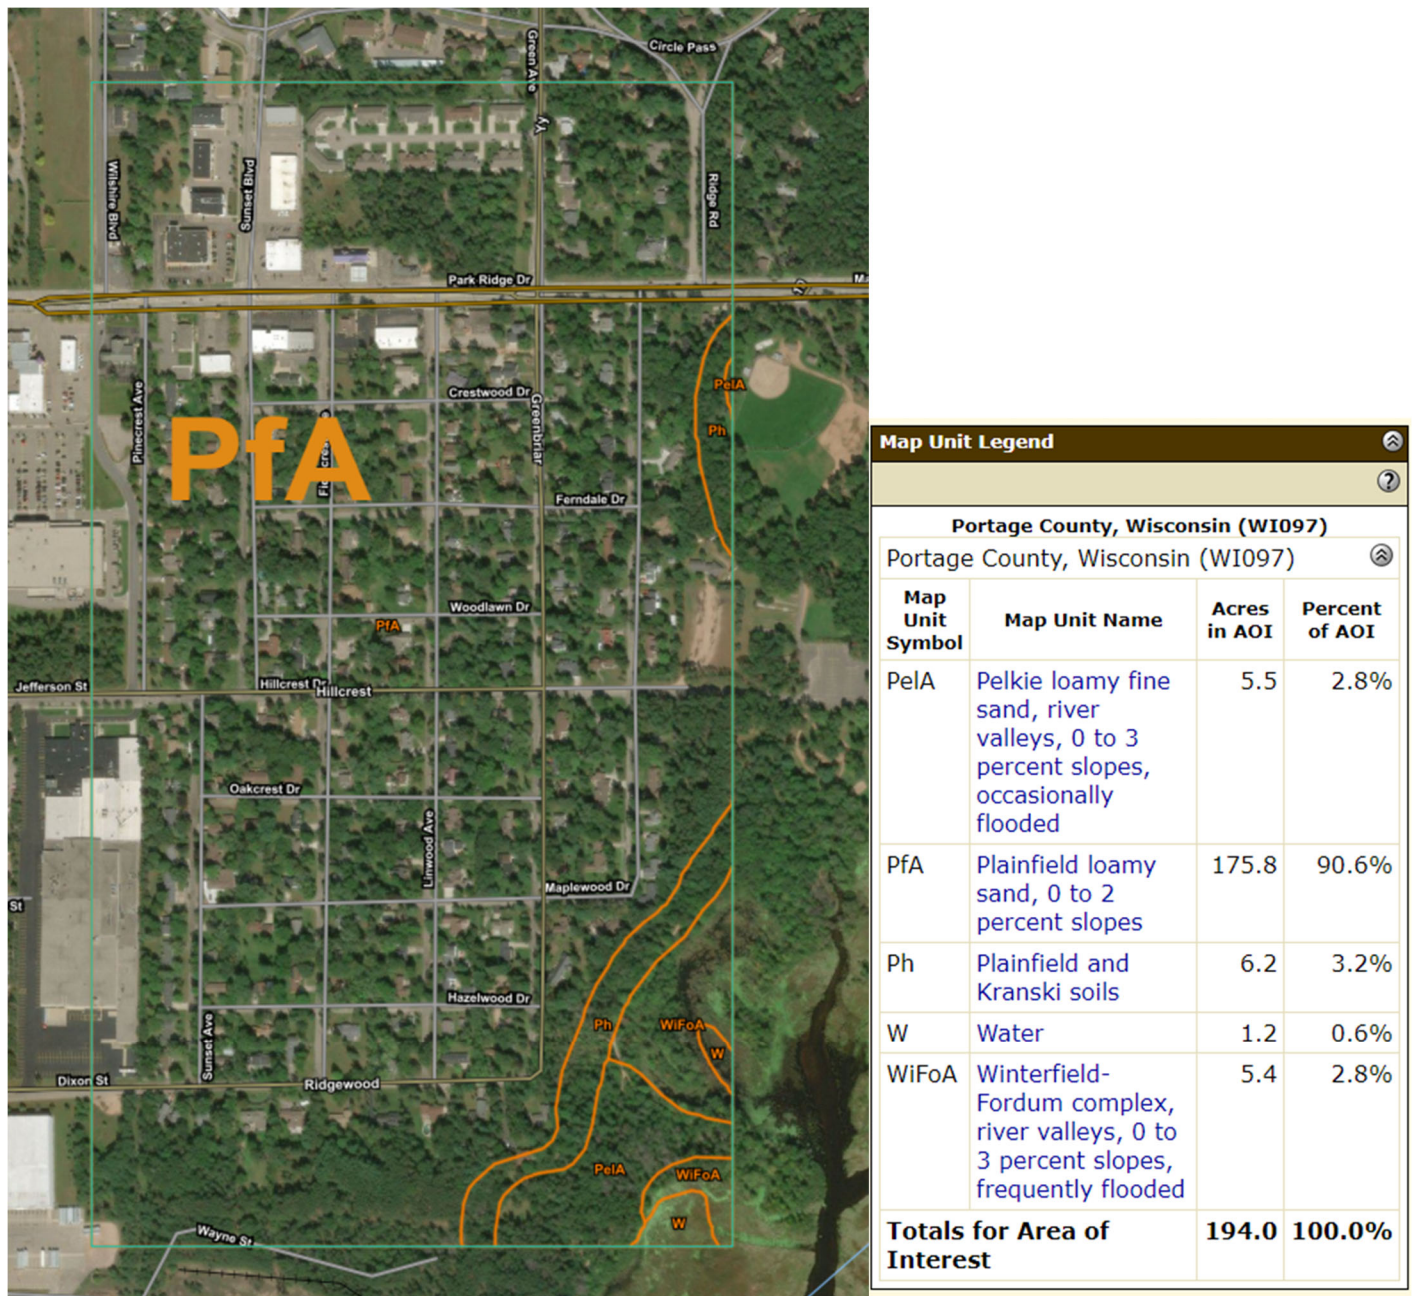 Circle Pass
Green Ave
Yy
Wilshire Blvd
Sunset Blvd
Ridge Rd
Park Ridge Dr
Pinecrest Ave
Crestwood Dr
Greenbriar
PelA
Ph
PfA
Ferndale Dr
Woodlawn Dr
PfA
Jefferson St
Hillcrest Dr
Hillcrest
Oakcrest Dr
Linwood Ave
Maplewood Dr
St
Hazelwood Dr
Ph
WiFoA
W
Sunset Ave
Dixon St
Ridgewood
PelA
WiFoA
W
Wayne St
Map Unit Legend
?
Portage County, Wisconsin (WI097)
Portage County, Wisconsin (WI097)
Map Unit Symbol Map Unit Name Acres in AOI Percent of AOI
PelA Pelkie loamy fine 5.5 2.8%
sand, river
valleys, 0 to 3
percent slopes,
occasionally
flooded
PfA Plainfield loamy 175.8 90.6%
sand, 0 to 2
percent slopes
Ph Plainfield and 6.2 3.2%
Kranski soils
W Water 1.2 0.6%
WiFoA Winterfield- 5.4 2.8%
Fordum complex,
river valleys, 0 to
3 percent slopes,
frequently flooded
Totals for Area of 194.0 100.0%
Interest